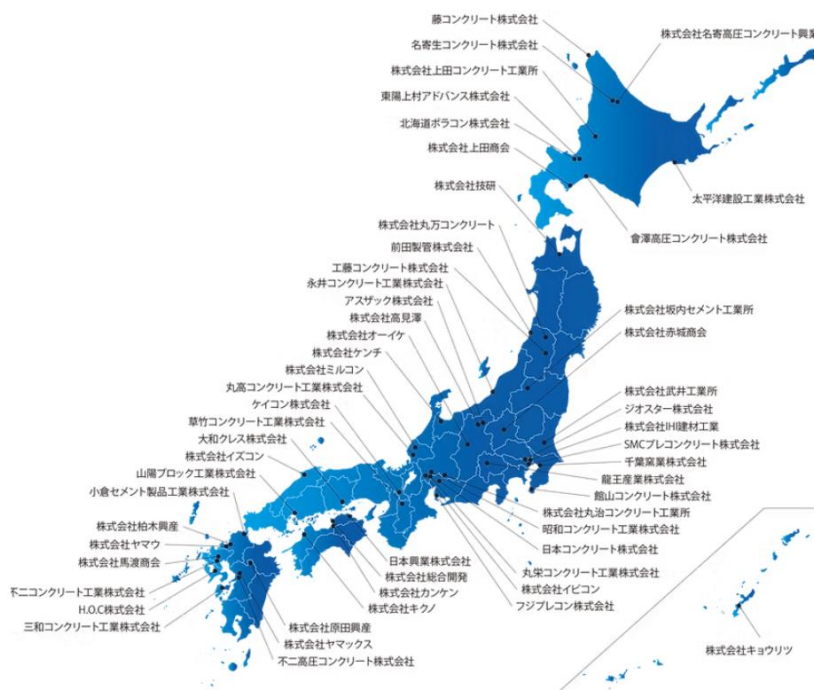 藤コンクリート株式会社
名寄生コンクリート株式会社
株式会社名寄高圧コンクリート興業
株式会社上田コンクリート工業所
東陽上村アドバンス株式会社
北海道ポラコン株式会社
株式会社上田商会
太平洋建設工業株式会社
株式会社技研
會澤高圧コンクリート株式会社
株式会社丸万コンクリート
前田製管株式会社
工藤コンクリート株式会社
永井コンクリート工業株式会社
アスザック株式会社
株式会社高見澤
株式会社オーイケ
株式会社ケンチ
株式会社ミルコン
丸高コンクリート工業株式会社
ケイコン株式会社
草竹コンクリート工業株式会社
大和クレス株式会社
株式会社イズコン
山陽ブロック工業株式会社
小倉セメント製品工業株式会社
株式会社柏木興産
株式会社ヤマウ
株式会社馬渡商会
不二コンクリート工業株式会社
H.O.C株式会社
三和コンクリート工業株式会社
株式会社坂内セメント工業所
株式会社赤城商会
株式会社武井工業所
ジオスター株式会社
株式会社IHI建材工業
SMCプレコンクリート株式会社
千葉窯業株式会社
龍王産業株式会社
館山コンクリート株式会社
株式会社丸治コンクリート工業所
昭和コンクリート工業株式会社
日本コンクリート株式会社
丸栄コンクリート工業株式会社
株式会社イビコン
フジプレコン株式会社
日本興業株式会社
株式会社総合開発
株式会社カンケン
株式会社キクノ
株式会社原田興産
株式会社ヤマックス
不二高圧コンクリート株式会社
株式会社キョウリツ